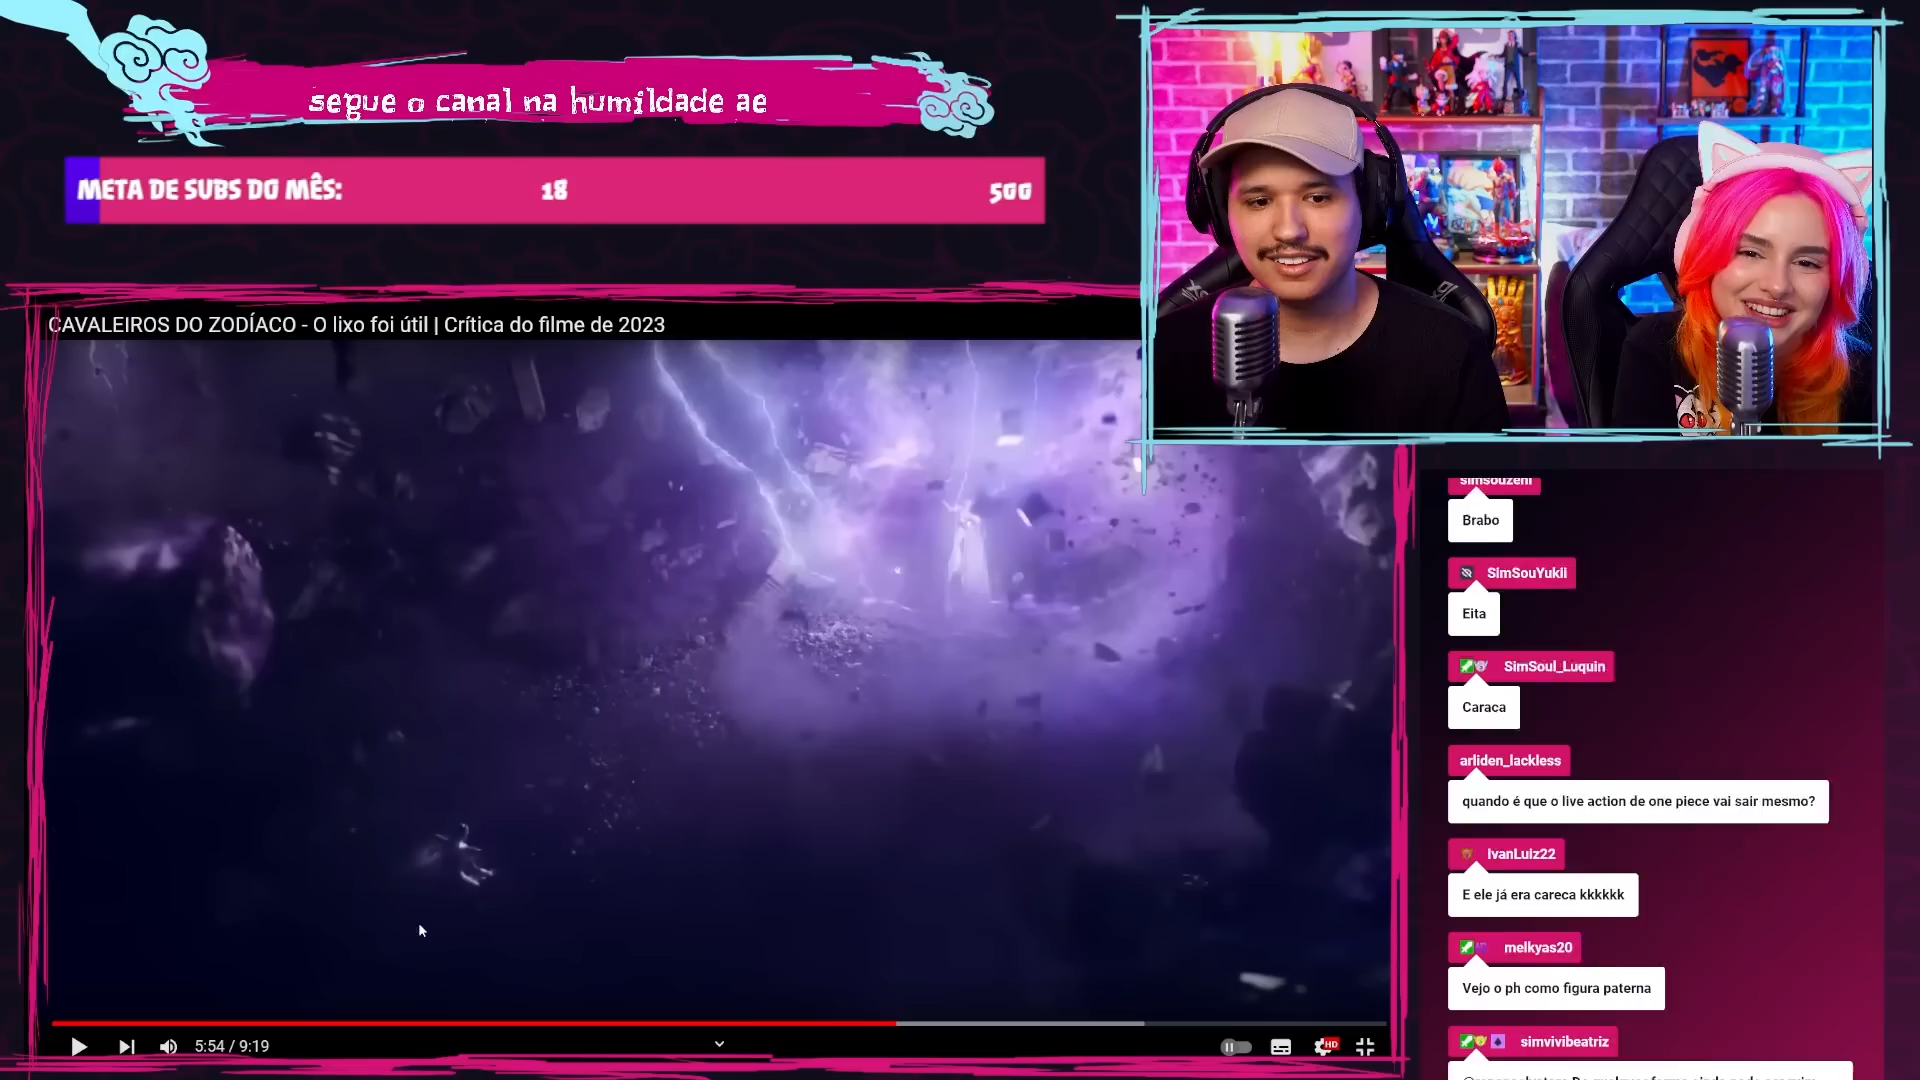 segue o canal na humildade ae
META DE SUBS DO MÊS: 18 500
CAVALEIROS DO ZODÍACO - O lixo foi útil | Crítica do filme de 2023
simsouzeni
Brabo
SimSouYukii
Eita
SimSoul_Luquin
Caraca
arliden_lackless
quando é que o live action de one piece vai sair mesmo?
IvanLuiz22
E ele já era careca kkkkkk
melkyas20
Vejo o ph como figura paterna
simvivibeatriz
5:54 / 9:19
HD